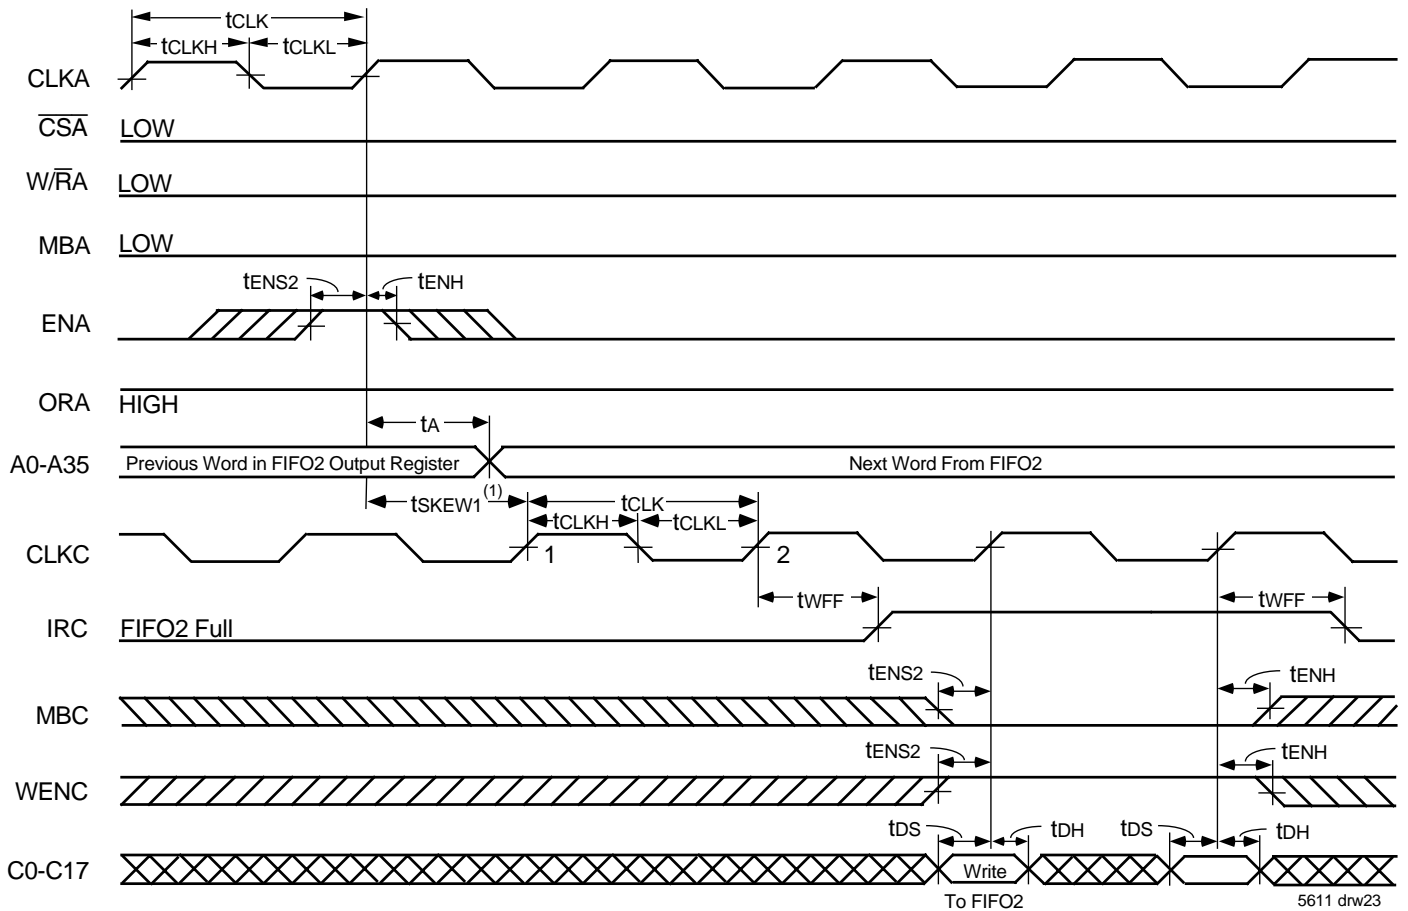 tCLK
tCLKH tCLKL
CLKA
CSA LOW
W/RA LOW
MBA LOW
tENS2 tENH
ENA
ORA HIGH
tA
A0-A35 Previous Word in FIFO2 Output Register Next Word From FIFO2
tSKEW1 (1) tCLK
tCLKH tCLKL
CLKC 1 2
tWFF tWFF
IRC FIFO2 Full
tENS2 tENH
MBC
tENS2 tENH
WENC
tDS tDH tDS tDH
C0-C17 Write
To FIFO2 5611 drw23